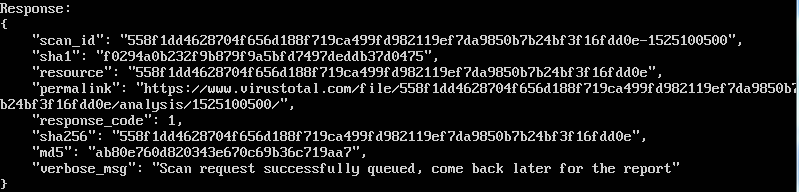 Response:
{
    "scan_id": "558f1dd4628704f656d188f719ca499fd982119ef7da9850b7b24bf3f16fdd0e-1525100500",
    "sha1": "f0294a0b232f9b879f9a5bfd7497deddb37d0475",
    "resource": "558f1dd4628704f656d188f719ca499fd982119ef7da9850b7b24bf3f16fdd0e",
    "permalink": "https://www.virustotal.com/file/558f1dd4628704f656d188f719ca499fd982119ef7da9850b7
b24bf3f16fdd0e/analysis/1525100500/",
    "response_code": 1,
    "sha256": "558f1dd4628704f656d188f719ca499fd982119ef7da9850b7b24bf3f16fdd0e",
    "md5": "ab80e760d820343e670c69b36c719aa7",
    "verbose_msg": "Scan request successfully queued, come back later for the report"
}